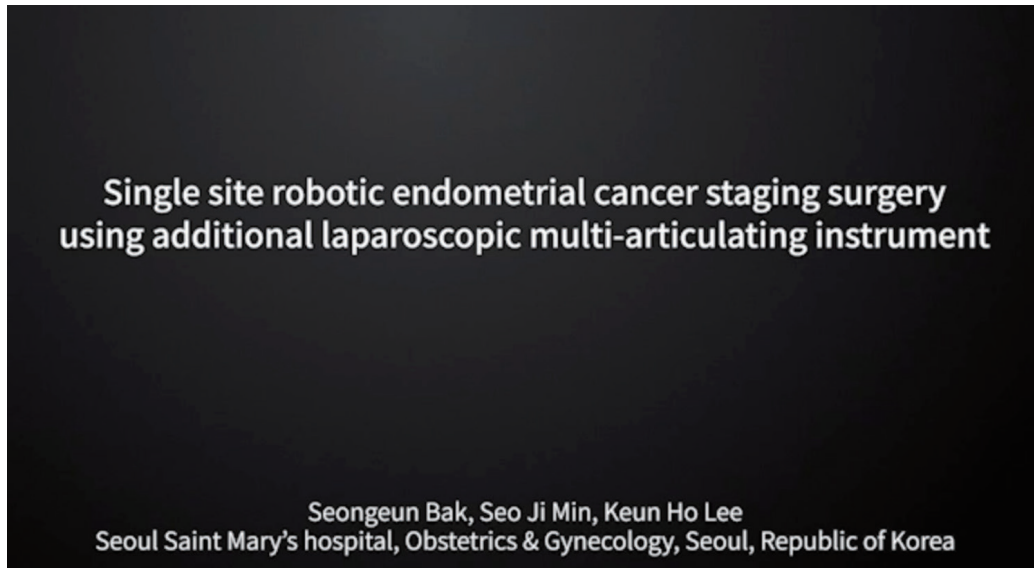 Single site robotic endometrial cancer staging surgery
using additional laparoscopic multi-articulating instrument
Seongeun Bak, Seo Ji Min, Keun Ho Lee
Seoul Saint Mary's hospital, Obstetrics & Gynecology, Seoul, Republic of Korea